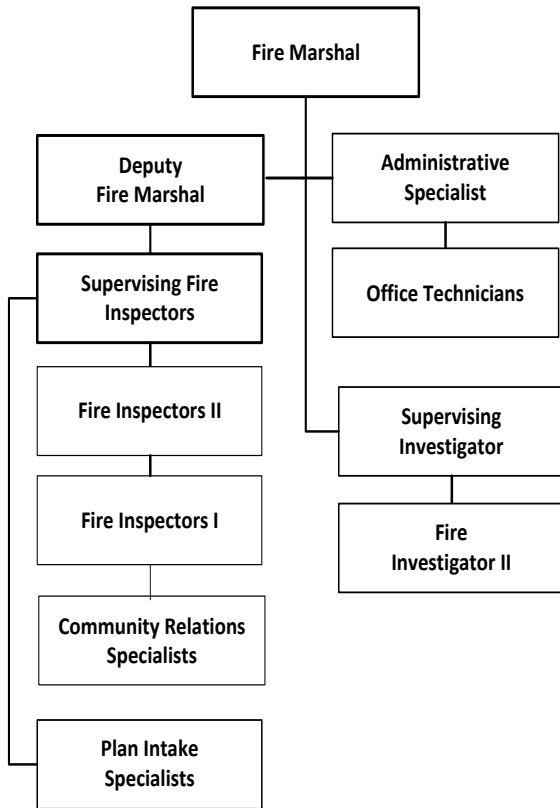 Fire Marshal
Deputy
Fire Marshal
Administrative
Specialist
Supervising Fire
Inspectors
Office Technicians
Fire Inspectors II
Supervising
Investigator
Fire Inspectors I
Fire
Investigator II
Community Relations
Specialists
Plan Intake
Specialists